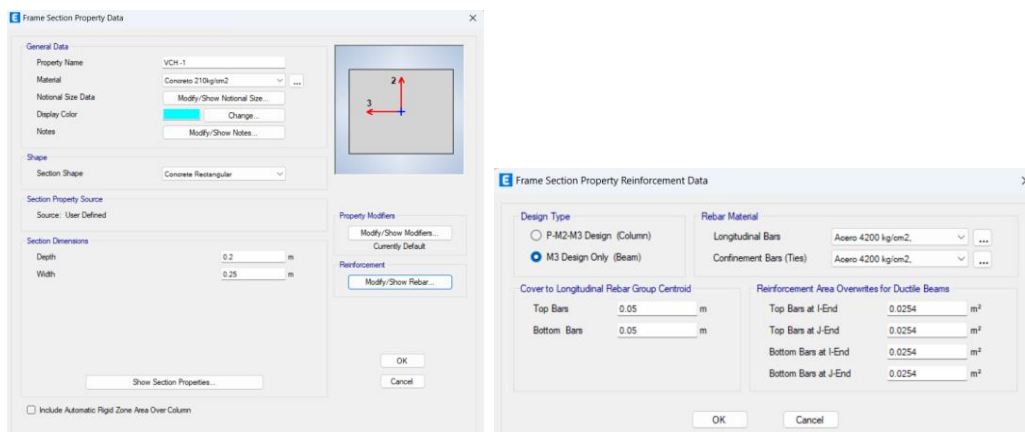 Frame Section Property Data
General Data
Property Name VCH -1
Material Concreto 210kg/cm2 ...
Notional Size Data Modify/Show Notional Size...
Display Color Change...
Notes Modify/Show Notes...
Shape
Section Shape Concrete Rectangular
Section Property Source
Source: User Defined
Section Dimensions
Depth 0.2 m
Width 0.25 m
Show Section Properties...
Include Automatic Rigid Zone Area Over Column
2
3
Property Modifiers
Modify/Show Modifiers...
Currently Default
Reinforcement
Modify/Show Rebar...
OK
Cancel
E Frame Section Property Reinforcement Data
Design Type
P-M2-M3 Design (Column)
M3 Design Only (Beam)
Rebar Material
Longitudinal Bars Acero 4200 kg/cm2, ...
Confinement Bars (Ties) Acero 4200 kg/cm2, ...
Cover to Longitudinal Rebar Group Centroid
Top Bars 0.05 m
Bottom Bars 0.05 m
Reinforcement Area Overwrites for Ductile Beams
Top Bars at I-End 0.0254 m²
Top Bars at J-End 0.0254 m²
Bottom Bars at I-End 0.0254 m²
Bottom Bars at J-End 0.0254 m²
OK Cancel